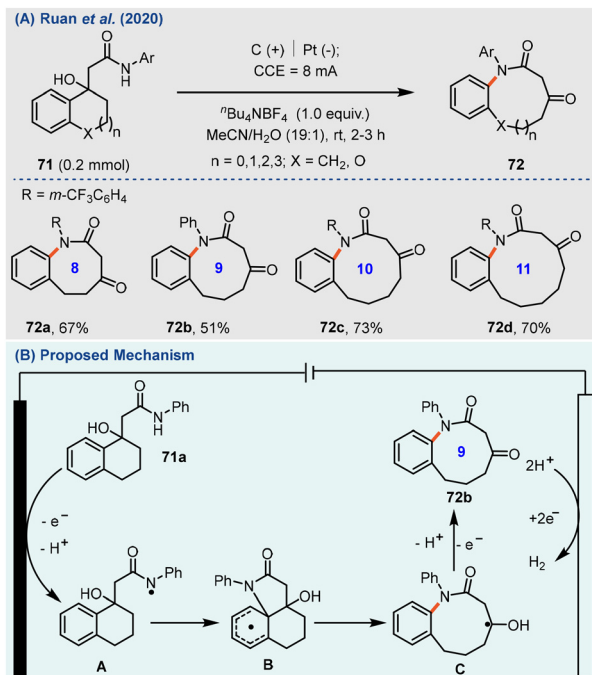 (A) Ruan et al. (2020)
O
N
H
Ar
HO
X
( )n
71 (0.2 mmol)
C (+) | Pt (-);
CCE = 8 mA
nBu4NBF4 (1.0 equiv.)
MeCN/H2O (19:1), rt, 2-3 h
n = 0,1,2,3; X = CH2, O
Ar
N
O
O
X
( )n
72
R = m-CF3C6H4
R
N
O
8
O
72a, 67%
Ph
N
O
9
O
72b, 51%
R
N
O
10
O
72c, 73%
R
N
O
11
O
72d, 70%
(B) Proposed Mechanism
O
N
H
Ph
HO
71a
- e−
- H+
O
N
Ph
HO
A
Ph
N
O
OH
B
Ph
N
O
OH
C
- H+
- e−
Ph
N
O
9
O
72b
2H+
+2e−
H2